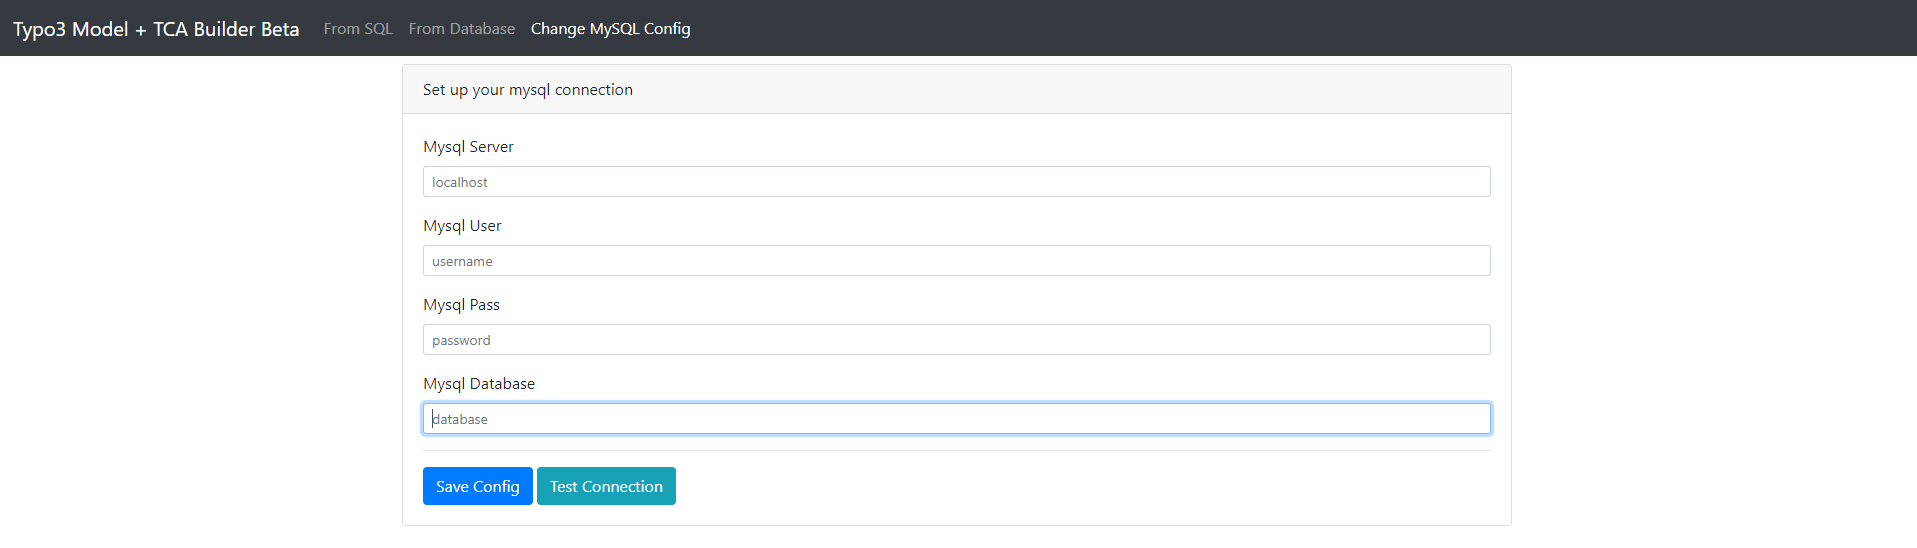 Typo3 Model + TCA Builder Beta From SQL From Database Change MySQL Config
Set up your mysql connection
Mysql Server
localhost
Mysql User
username
Mysql Pass
password
Mysql Database
database
Save Config Test Connection